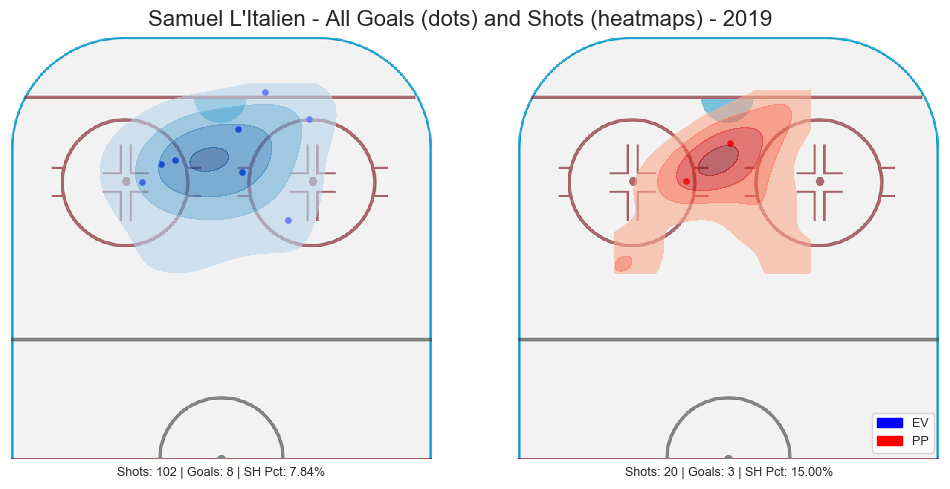 Samuel L'Italien - All Goals (dots) and Shots (heatmaps) - 2019
EV
PP
Shots: 102 | Goals: 8 | SH Pct: 7.84%
Shots: 20 | Goals: 3 | SH Pct: 15.00%